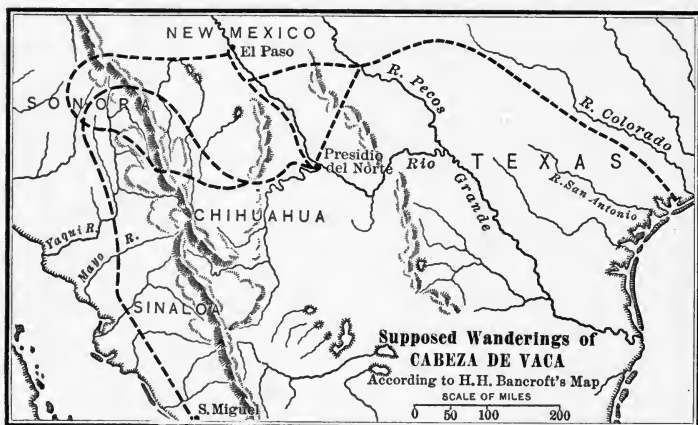 NEW MEXICO
El Paso
R. Pecos
SONORA
R. Colorado
Presidio
del Norte
Rio
TEXAS
R. San Antonio
Grande
CHIHUAHUA
Yaqui R.
Mayo R.
SINALOA
Supposed Wanderings of
CABEZA DE VACA
According to H.H. Bancroft's Map
SCALE OF MILES
0 50 100 200
S. Miguel